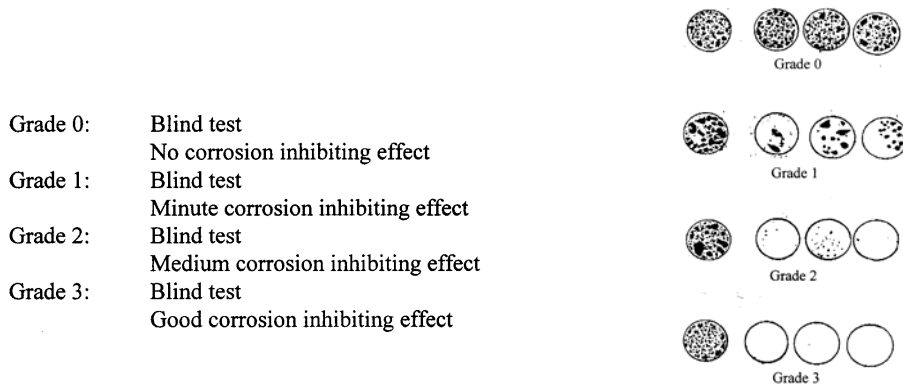 Grade 0: Blind test
No corrosion inhibiting effect
Grade 1: Blind test
Minute corrosion inhibiting effect
Grade 2: Blind test
Medium corrosion inhibiting effect
Grade 3: Blind test
Good corrosion inhibiting effect
Grade 0
Grade 1
Grade 2
Grade 3